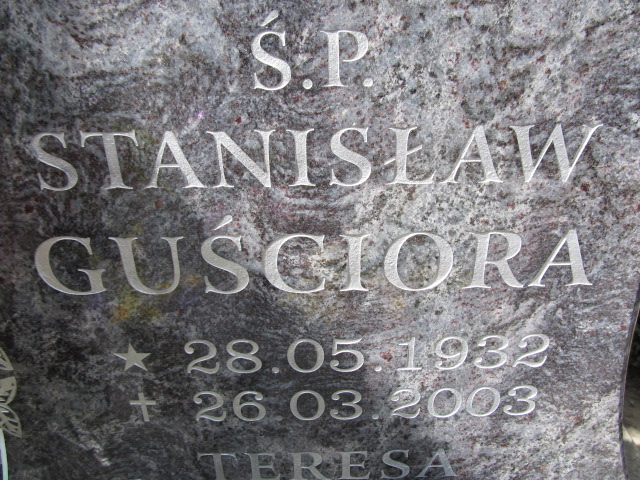 Ś.P.
STANISŁAW
GUŚCIORA
★ 28.05.1932
✝ 26.03.2003
TERESA